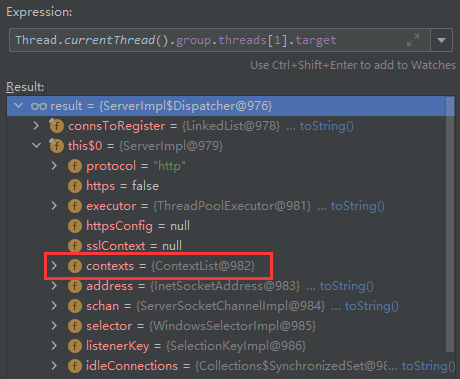 Expression:
Thread.currentThread().group.threads[1].target
Use Ctrl+Shift+Enter to add to Watches
Result:
result = {ServerImpl$Dispatcher@976}
f connsToRegister = {LinkedList@978} ... toString()
f this$0 = {ServerImpl@979}
f protocol = "http"
f https = false
f executor = {ThreadPoolExecutor@981} ... toString()
f httpsConfig = null
f sslContext = null
f contexts = {ContextList@982}
f address = {InetSocketAddress@983} ... toString()
f schan = {ServerSocketChannelImpl@984} ... toString()
f selector = {WindowsSelectorImpl@985}
f listenerKey = {SelectionKeyImpl@986}
f idleConnections = {Collections$SynchronizedSet@98 ... toString()